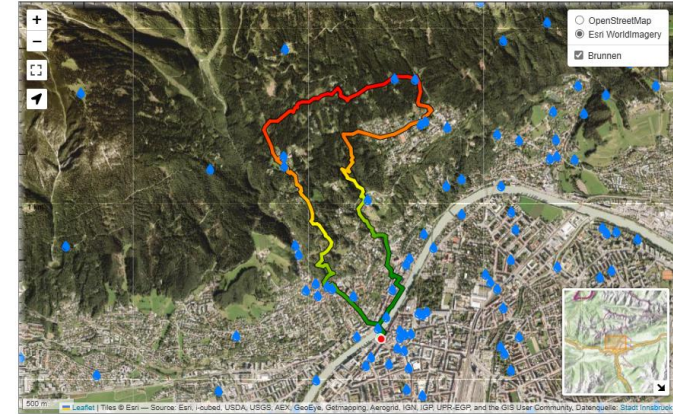 +
−
OpenStreetMap
Esri WorldImagery
Brunnen
500 m
Leaflet | Tiles © Esri — Source: Esri, i-cubed, USDA, USGS, AEX, GeoEye, Getmapping, Aerogrid, IGN, IGP, UPR-EGP, and the GIS User Community, Datenquelle: Stadt Innsbruck